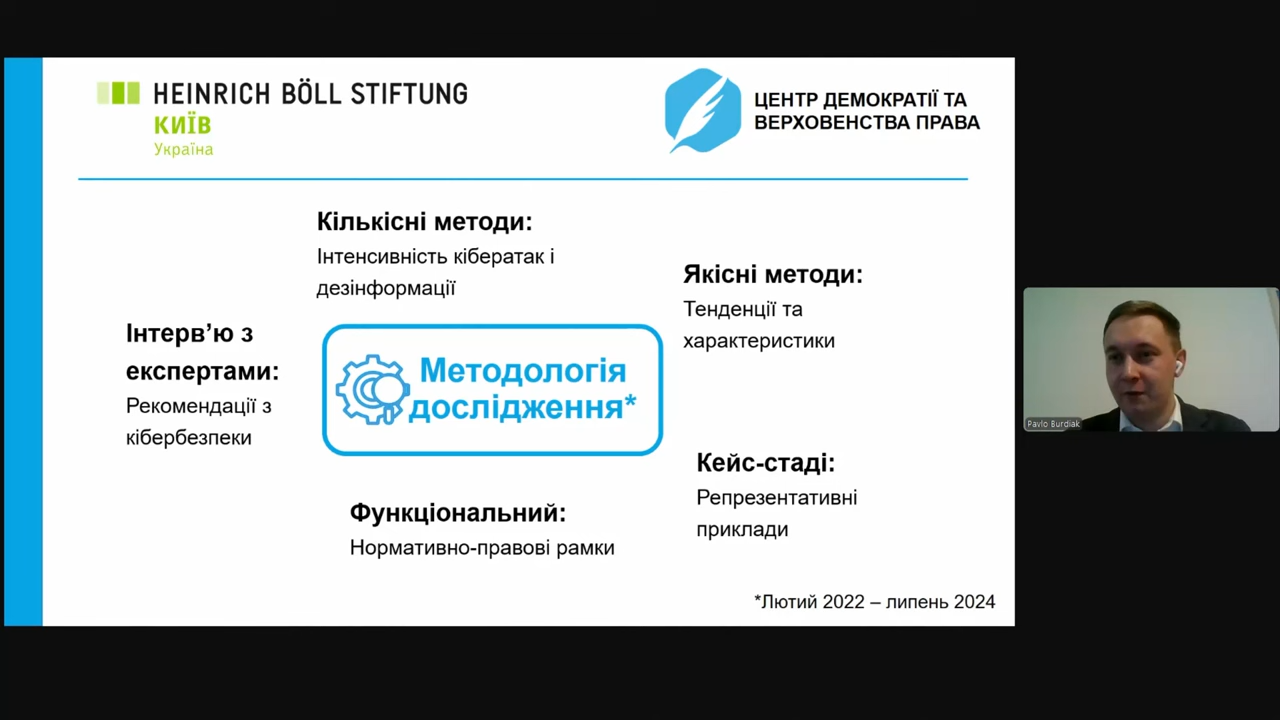 HEINRICH BÖLL STIFTUNG
КИЇВ
Україна
ЦЕНТР ДЕМОКРАТІЇ ТА
ВЕРХОВЕНСТВА ПРАВА
Кількісні методи:
Інтенсивність кібератак і
дезінформації
Якісні методи:
Тенденції та
характеристики
Інтерв’ю з
експертами:
Рекомендації з
кібербезпеки
Методологія
дослідження*
Кейс-стаді:
Репрезентативні
приклади
Функціональний:
Нормативно-правові рамки
*Лютий 2022 – липень 2024
Pavlo Burdiak